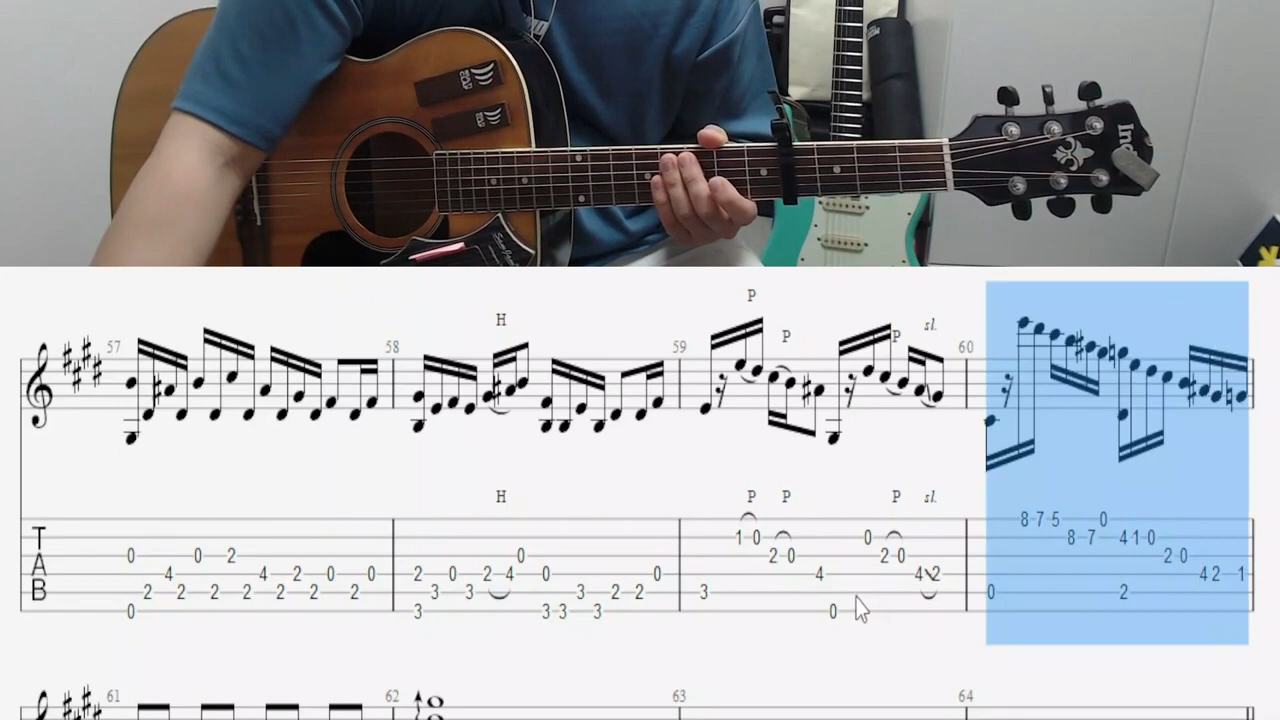 57
58
59
60
H
P
P
P
sl.
H
P
P
P
sl.
T
A
B
8 7 5 0
1 0 0 8 7 4 1 0
0 0 2 0 2 0 2 0 2 0
4 4 2 0 0 2 0 2 4 0 0 4 4 2 4 2 1
2 2 2 2 2 3 3 3 2 2 3 0 2
0 3 3 3 3 0
61
62
63
64